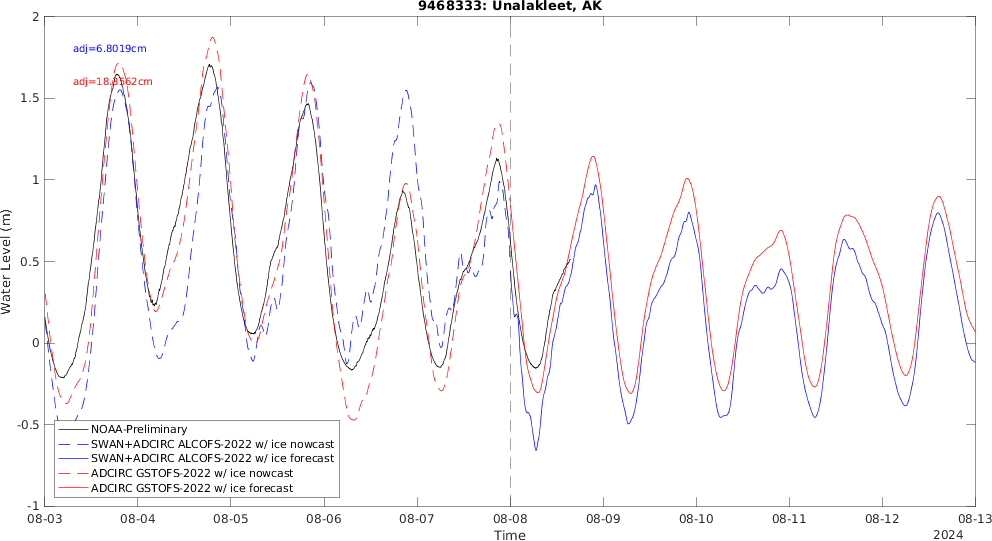 9468333: Unalakleet, AK
2
1.5
1
0.5
0
-0.5
-1
Water Level (m)
adj=6.8019cm
NOAA-Preliminary
SWAN+ADCIRC ALCOFS-2022 w/ ice nowcast
SWAN+ADCIRC ALCOFS-2022 w/ ice forecast
ADCIRC GSTOFS-2022 w/ ice nowcast
ADCIRC GSTOFS-2022 w/ ice forecast
08-03 08-04 08-05 08-06 08-07 08-08 08-09 08-10 08-11 08-12 08-13
Time
2024